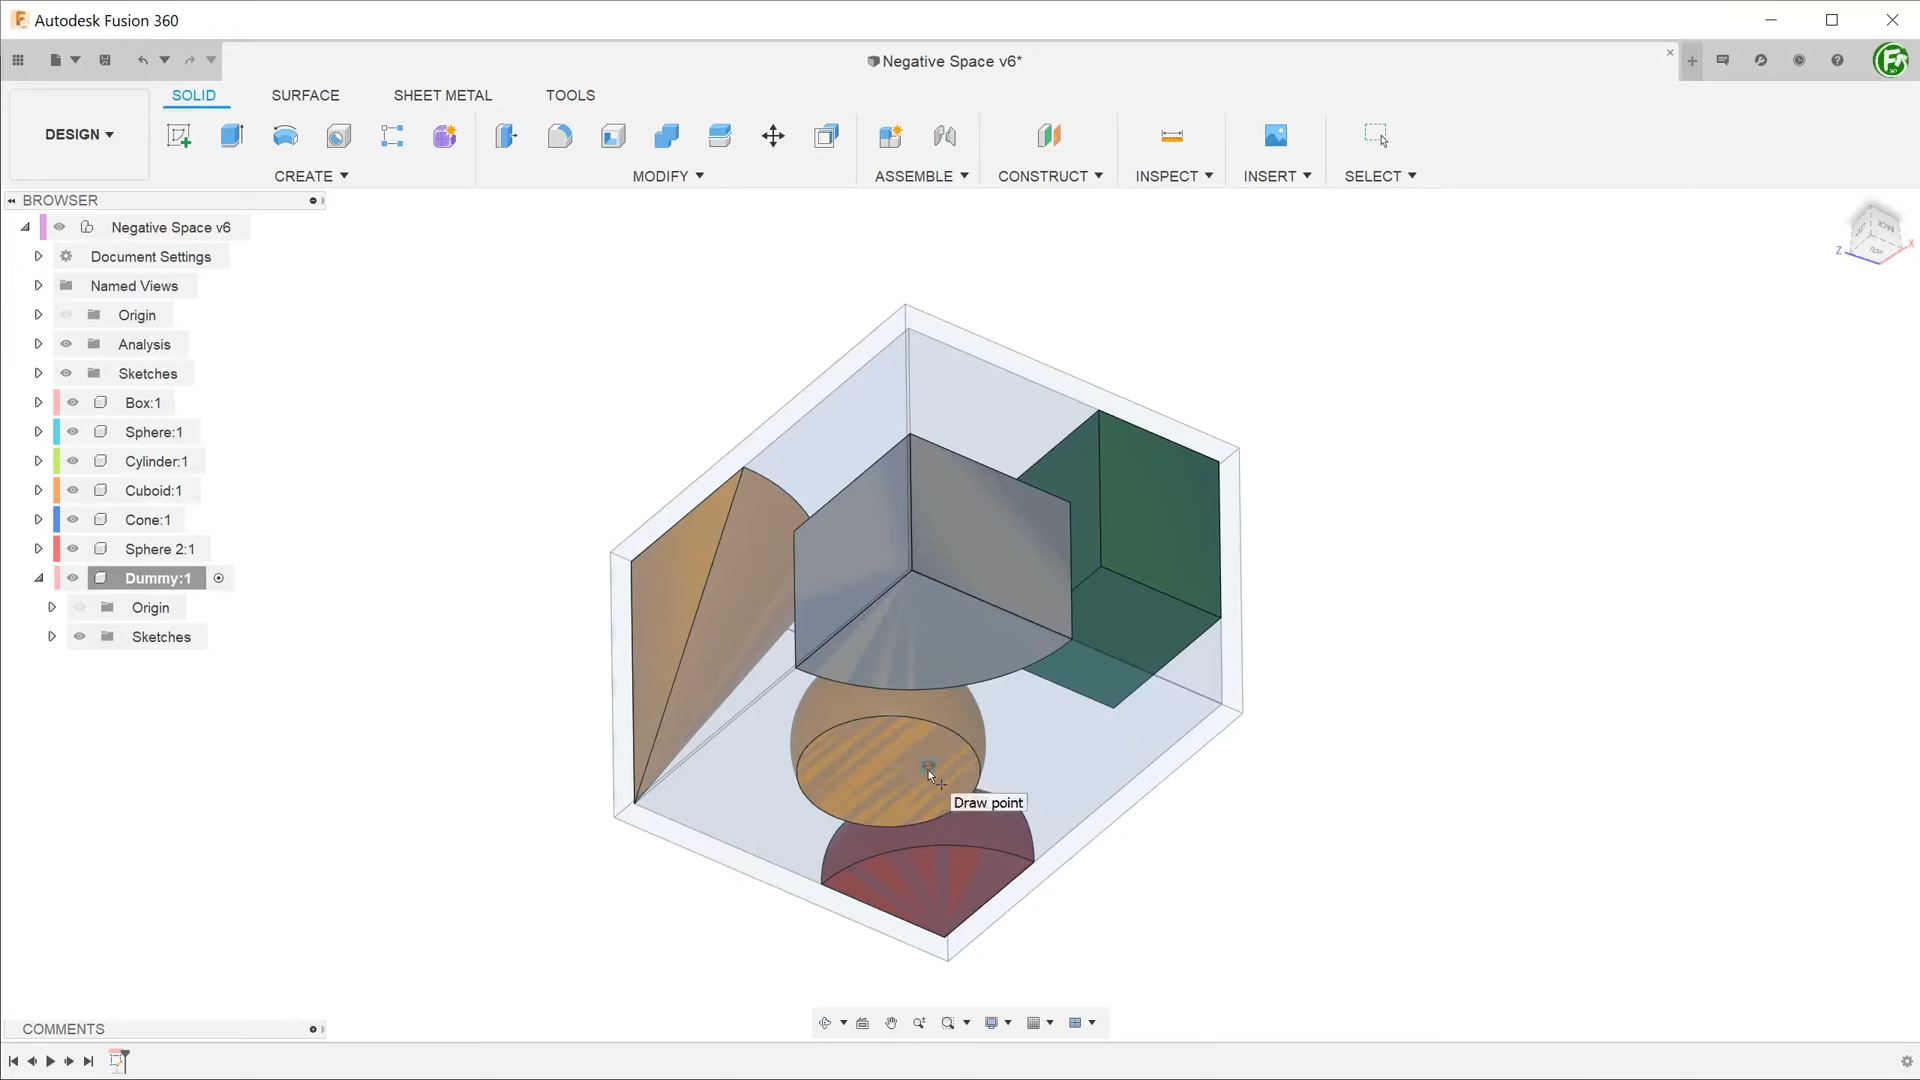 Autodesk Fusion 360
Negative Space v6*
SOLID
SURFACE
SHEET METAL
TOOLS
DESIGN
CREATE
MODIFY
ASSEMBLE
CONSTRUCT
INSPECT
INSERT
SELECT
BROWSER
Negative Space v6
Document Settings
Named Views
Origin
Analysis
Sketches
Box:1
Sphere:1
Cylinder:1
Cuboid:1
Cone:1
Sphere 2:1
Dummy:1
Origin
Sketches
BACK
TOP
Z
X
Draw point
COMMENTS